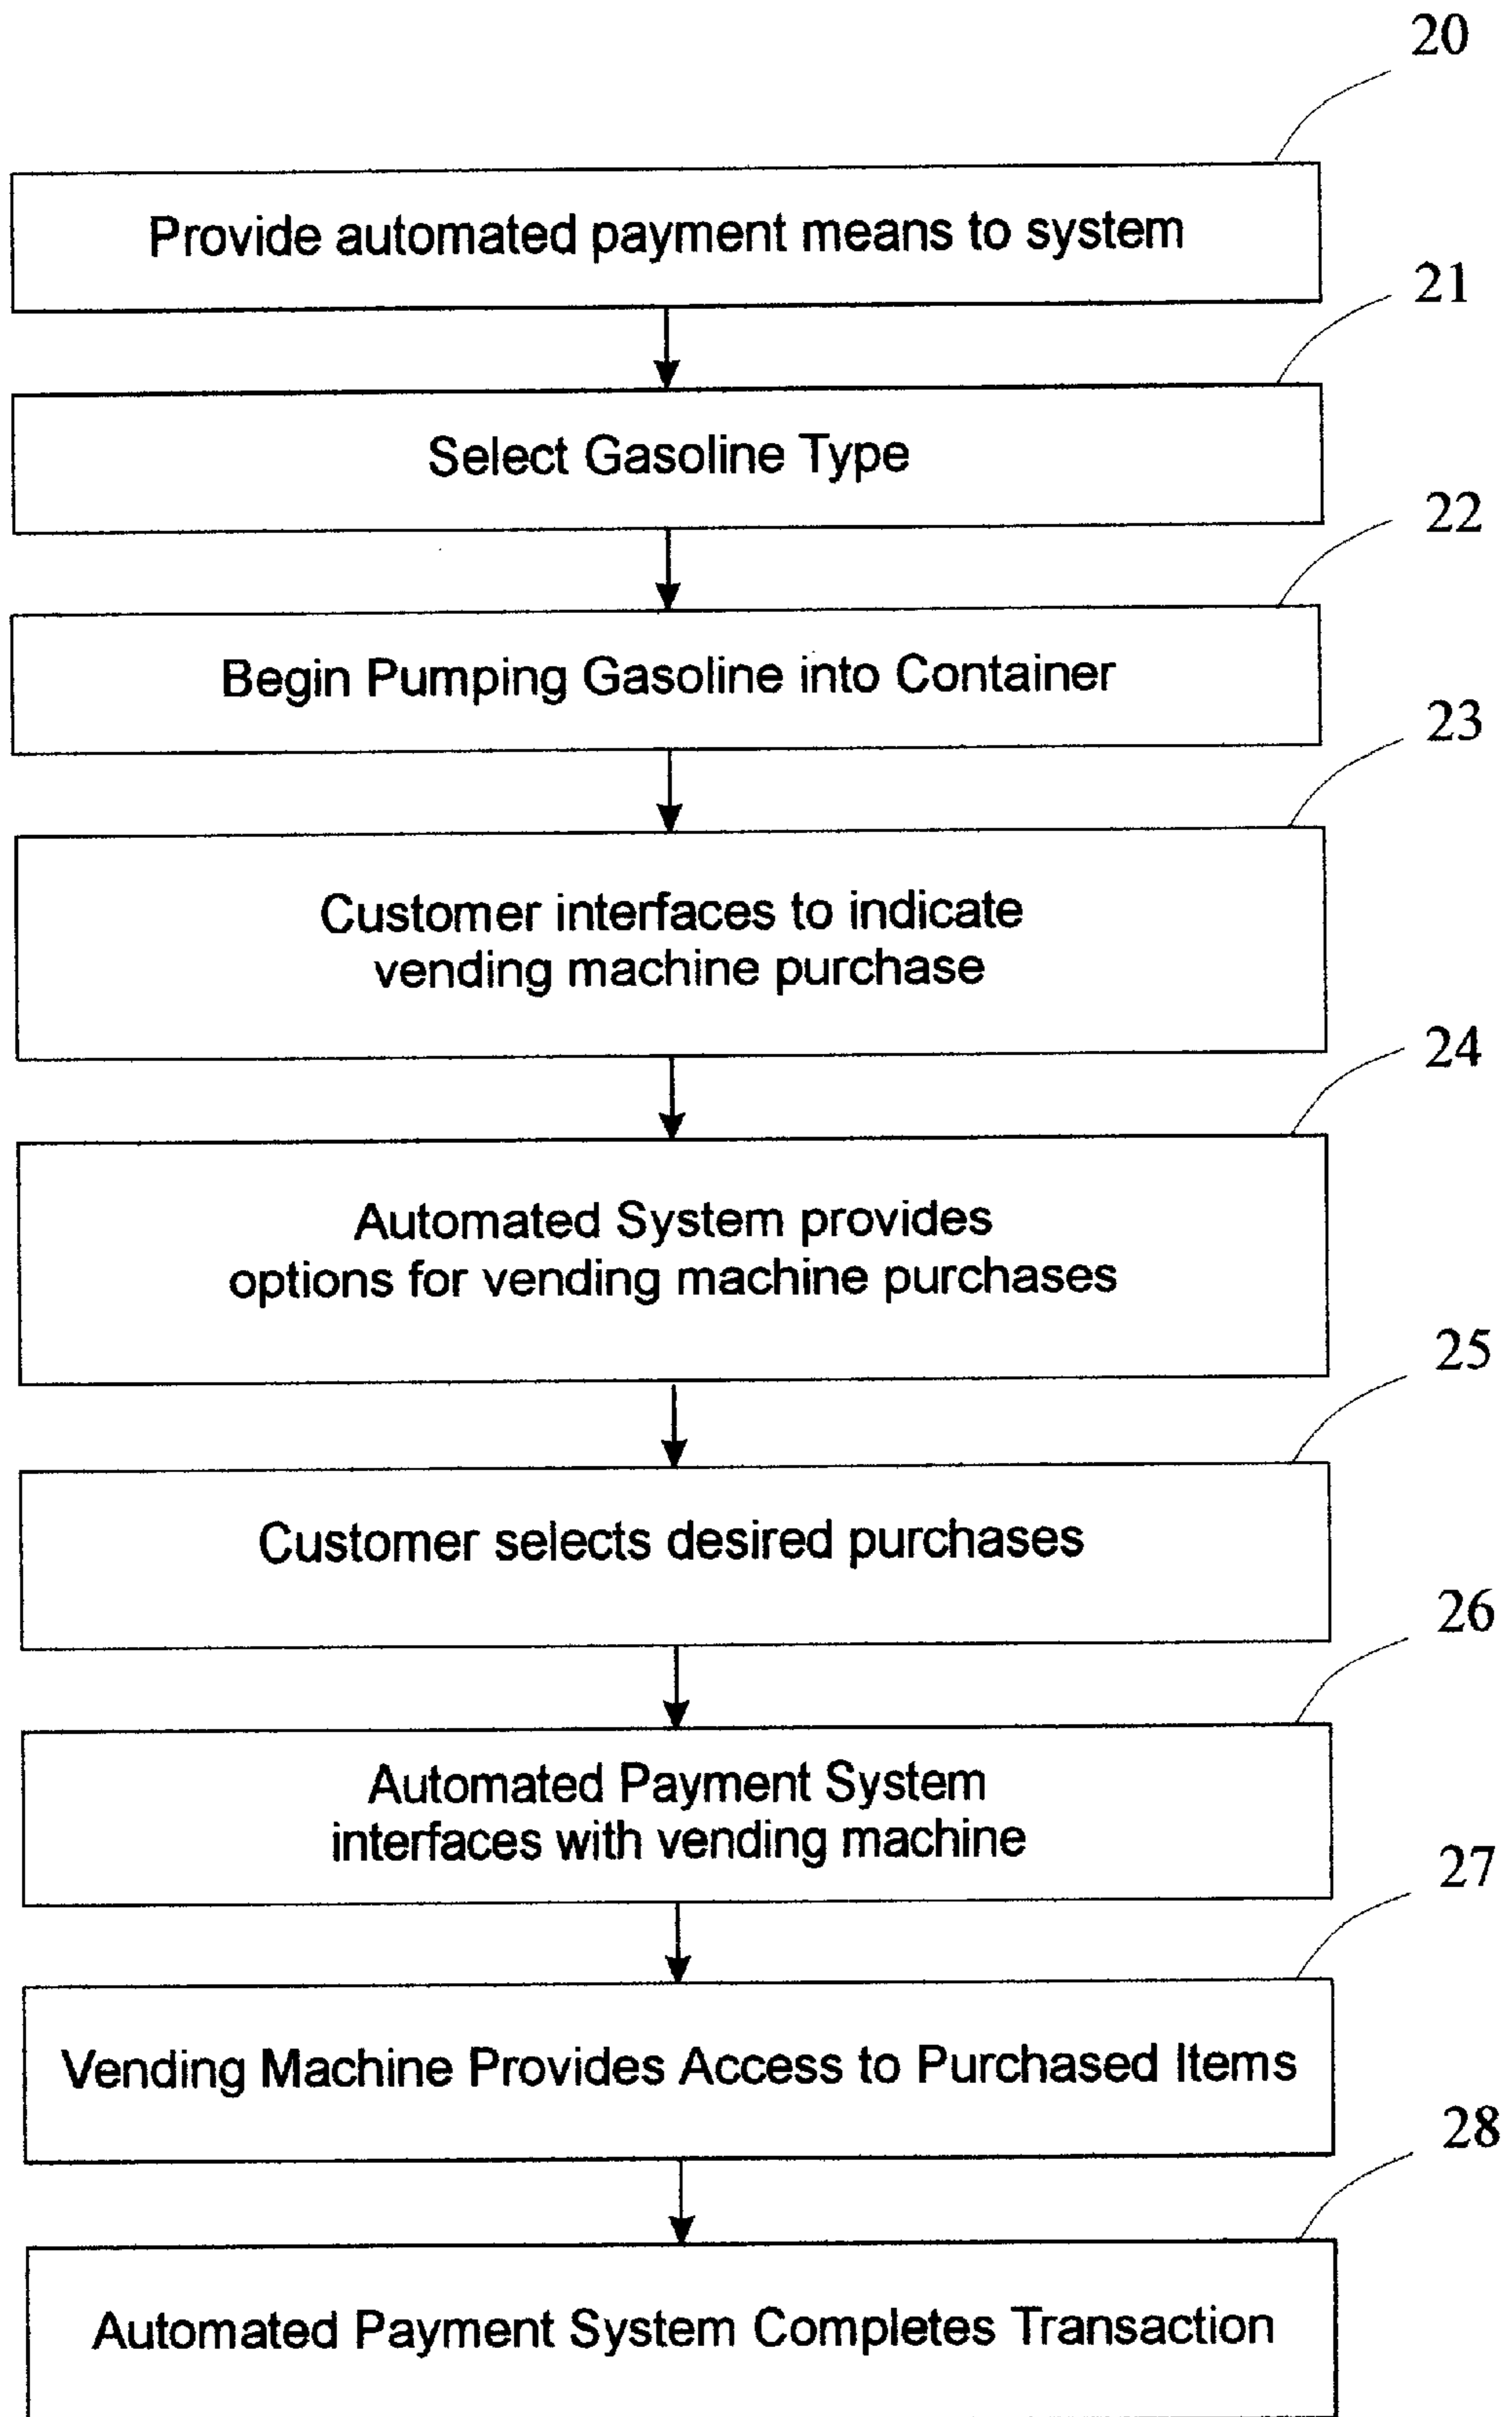 20
Provide automated payment means to system
21
Select Gasoline Type
22
Begin Pumping Gasoline into Container
23
Customer interfaces to indicate
vending machine purchase
24
Automated System provides
options for vending machine purchases
25
Customer selects desired purchases
26
Automated Payment System
interfaces with vending machine
27
Vending Machine Provides Access to Purchased Items
28
Automated Payment System Completes Transaction